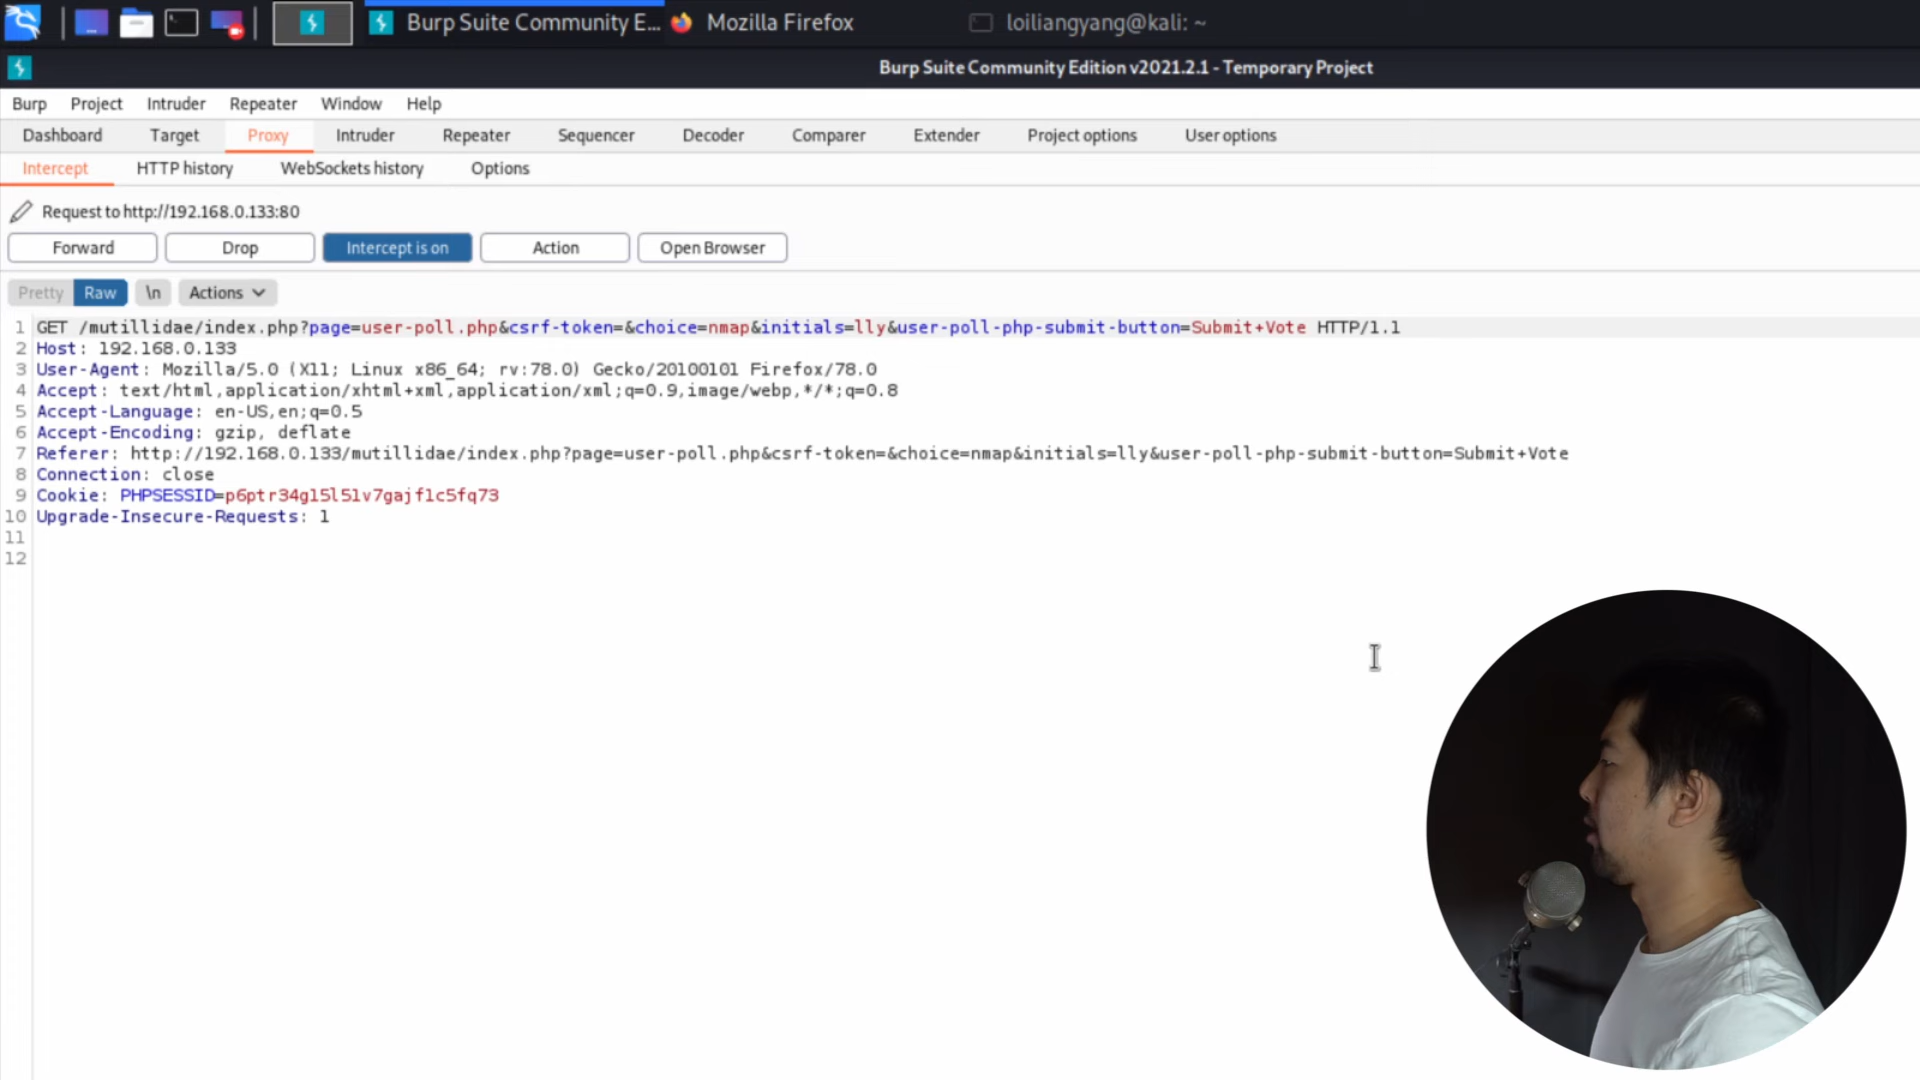 Burp Suite Community E...
Mozilla Firefox
loiliangyang@kali: ~
Burp Suite Community Edition v2021.2.1 - Temporary Project
Burp Project Intruder Repeater Window Help
Dashboard Target Proxy Intruder Repeater Sequencer Decoder Comparer Extender Project options User options
Intercept HTTP history WebSockets history Options
Request to http://192.168.0.133:80
Forward Drop Intercept is on Action Open Browser
Pretty Raw \n Actions
1 GET /mutillidae/index.php?page=user-poll.php&csrf-token=&choice=nmap&initials=lly&user-poll-php-submit-button=Submit+Vote HTTP/1.1
2 Host: 192.168.0.133
3 User-Agent: Mozilla/5.0 (X11; Linux x86_64; rv:78.0) Gecko/20100101 Firefox/78.0
4 Accept: text/html,application/xhtml+xml,application/xml;q=0.9,image/webp,*/*;q=0.8
5 Accept-Language: en-US,en;q=0.5
6 Accept-Encoding: gzip, deflate
7 Referer: http://192.168.0.133/mutillidae/index.php?page=user-poll.php&csrf-token=&choice=nmap&initials=lly&user-poll-php-submit-button=Submit+Vote
8 Connection: close
9 Cookie: PHPSESSID=p6ptr34g15l51v7gajf1c5fq73
10 Upgrade-Insecure-Requests: 1
11
12